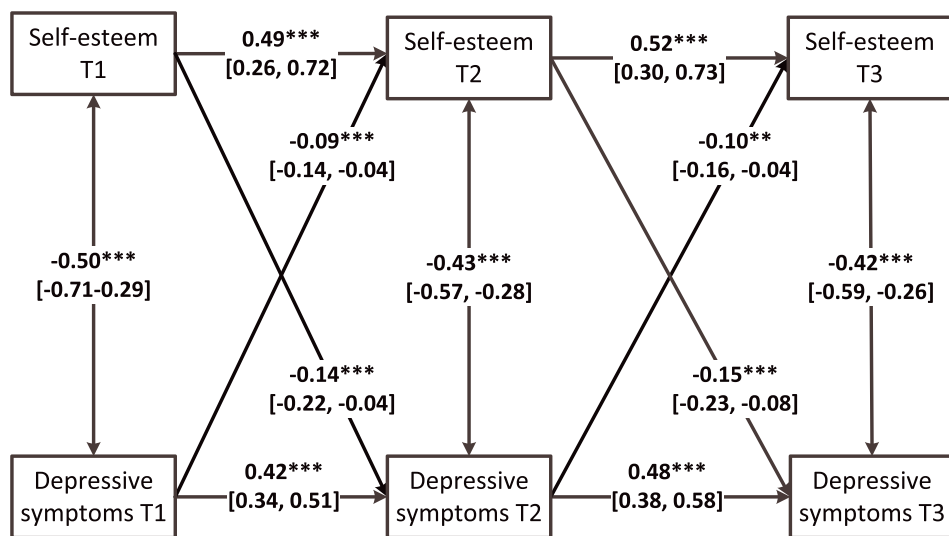 Self-esteem
T1
0.49***
[0.26, 0.72]
Self-esteem
T2
0.52***
[0.30, 0.73]
Self-esteem
T3
-0.09***
[-0.14, -0.04]
-0.10**
[-0.16, -0.04]
-0.50***
[-0.71-0.29]
-0.43***
[-0.57, -0.28]
-0.42***
[-0.59, -0.26]
-0.14***
[-0.22, -0.04]
-0.15***
[-0.23, -0.08]
Depressive
symptoms T1
0.42***
[0.34, 0.51]
Depressive
symptoms T2
0.48***
[0.38, 0.58]
Depressive
symptoms T3